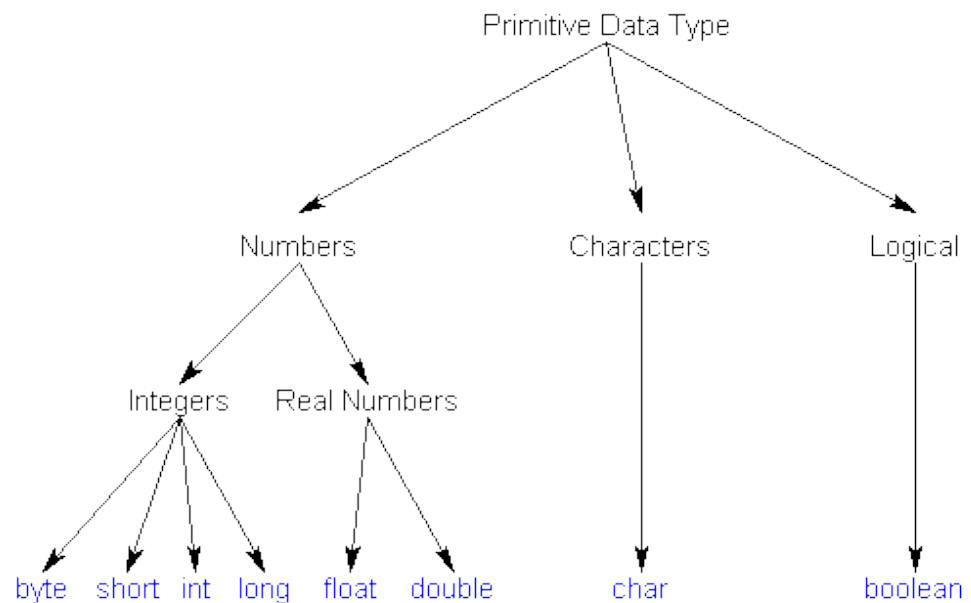 Primitive Data Type
Numbers Characters Logical
Integers Real Numbers
byte short int long float double char boolean